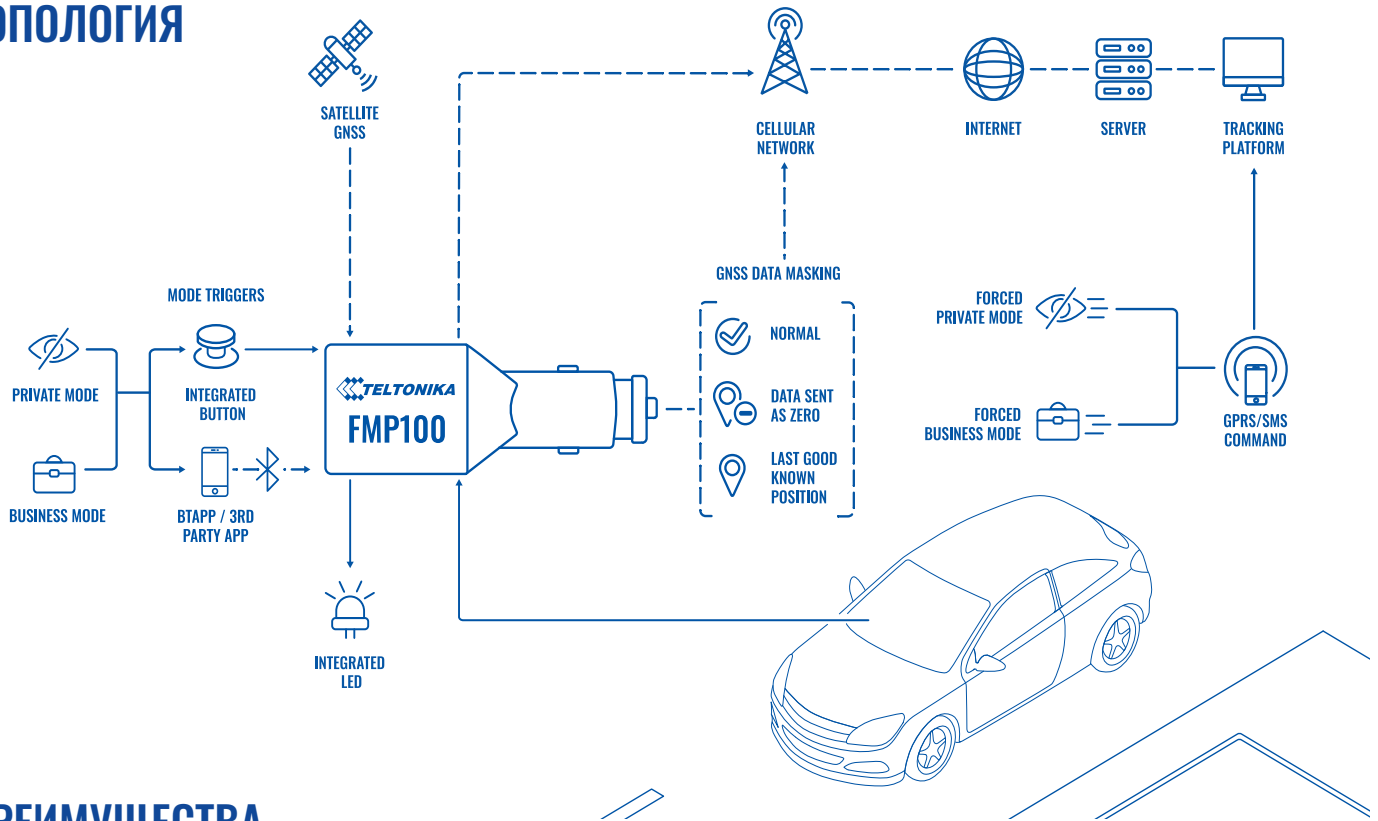 ОПОЛОГИЯ
SATELLITE
GNSS
CELLULAR
NETWORK
INTERNET
SERVER
TRACKING
PLATFORM
GNSS DATA MASKING
NORMAL
DATA SENT
AS ZERO
LAST GOOD
KNOWN
POSITION
FORCED
PRIVATE MODE
FORCED
BUSINESS MODE
GPRS/SMS
COMMAND
MODE TRIGGERS
PRIVATE MODE
INTEGRATED
BUTTON
BUSINESS MODE
BTAPP / 3RD
PARTY APP
TELTONIKA
FMP100
INTEGRATED
LED
РЕИМУЩЕСТВА